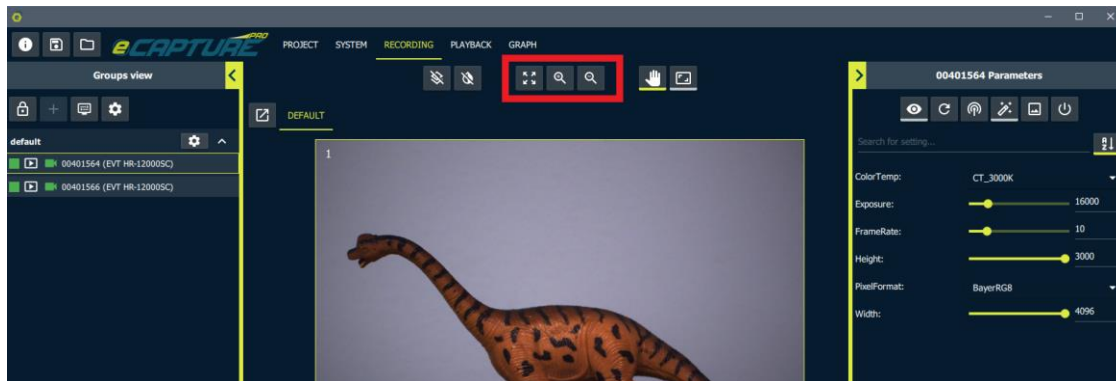 eCAPTURE PRO
PROJECT SYSTEM RECORDING PLAYBACK GRAPH
Groups view
00401564 Parameters
DEFAULT
default
00401564 (EVT HR-12000SC)
00401566 (EVT HR-12000SC)
1
Search for setting...
A Z
ColorTemp: CT_3000K
Exposure: 16000
FrameRate: 10
Height: 3000
PixelFormat: BayerRG8
Width: 4096